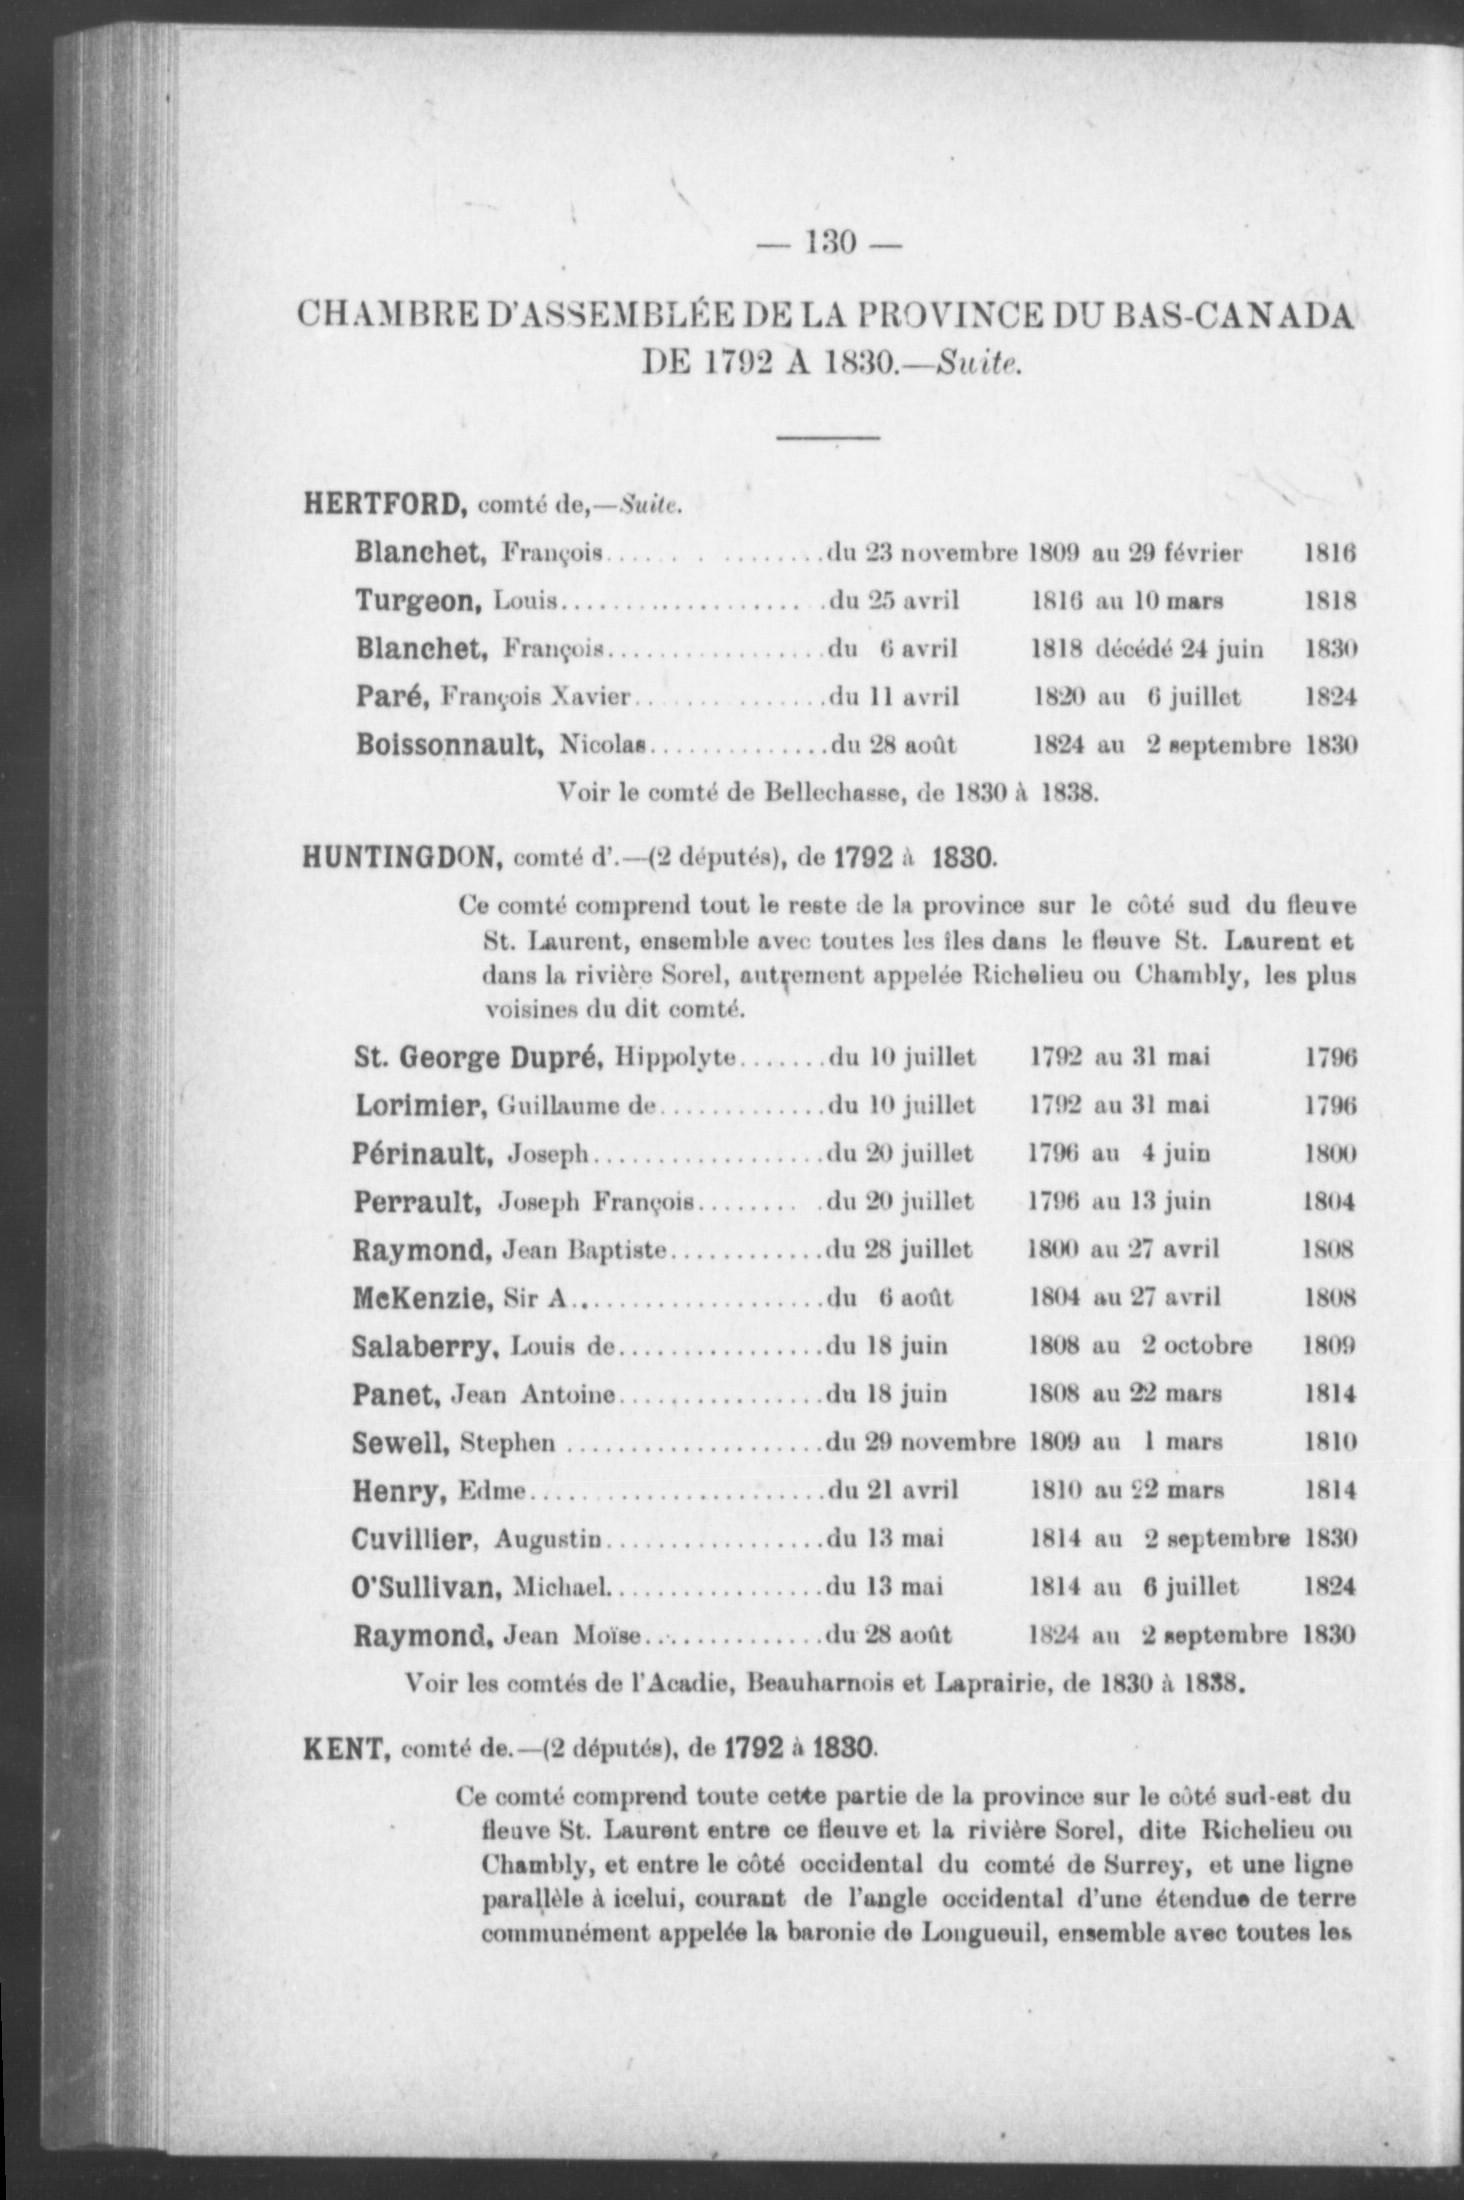 — 130 —
CHAMBRE D'ASSEMBLÉE DE LA PROVINCE DU BAS-CANADA
DE 1792 A 1830.—Suite.
HERTFORD, comté de,—Suite.
Blanchet, François................du 23 novembre 1809 au 29 février 1816
Turgeon, Louis.....................du 25 avril 1816 au 10 mars 1818
Blanchet, François.................du 6 avril 1818 décédé 24 juin 1830
Paré, François Xavier...............du 11 avril 1820 au 6 juillet 1824
Boissonnault, Nicolas..............du 28 août 1824 au 2 septembre 1830
Voir le comté de Bellechasse, de 1830 à 1838.
HUNTINGDON, comté d'.—(2 députés), de 1792 à 1830.
Ce comté comprend tout le reste de la province sur le côté sud du fleuve
St. Laurent, ensemble avec toutes les îles dans le fleuve St. Laurent et
dans la rivière Sorel, autrement appelée Richelieu ou Chambly, les plus
voisines du dit comté.
St. George Dupré, Hippolyte.......du 10 juillet 1792 au 31 mai 1796
Lorimier, Guillaume de.............du 10 juillet 1792 au 31 mai 1796
Périnault, Joseph..................du 20 juillet 1796 au 4 juin 1800
Perrault, Joseph François.........du 20 juillet 1796 au 13 juin 1804
Raymond, Jean Baptiste............du 28 juillet 1800 au 27 avril 1808
McKenzie, Sir A....................du 6 août 1804 au 27 avril 1808
Salaberry, Louis de................du 18 juin 1808 au 2 octobre 1809
Panet, Jean Antoine................du 18 juin 1808 au 22 mars 1814
Sewell, Stephen ....................du 29 novembre 1809 au 1 mars 1810
Henry, Edme.......................du 21 avril 1810 au 22 mars 1814
Cuvillier, Augustin.................du 13 mai 1814 au 2 septembre 1830
O'Sullivan, Michael.................du 13 mai 1814 au 6 juillet 1824
Raymond, Jean Moïse..............du 28 août 1824 au 2 septembre 1830
Voir les comtés de l'Acadie, Beauharnois et Laprairie, de 1830 à 1838.
KENT, comté de.—(2 députés), de 1792 à 1830.
Ce comté comprend toute cette partie de la province sur le côté sud-est du
fleuve St. Laurent entre ce fleuve et la rivière Sorel, dite Richelieu ou
Chambly, et entre le côté occidental du comté de Surrey, et une ligne
parallèle à icelui, courant de l'angle occidental d'une étendue de terre
communément appelée la baronie de Longueuil, ensemble avec toutes les